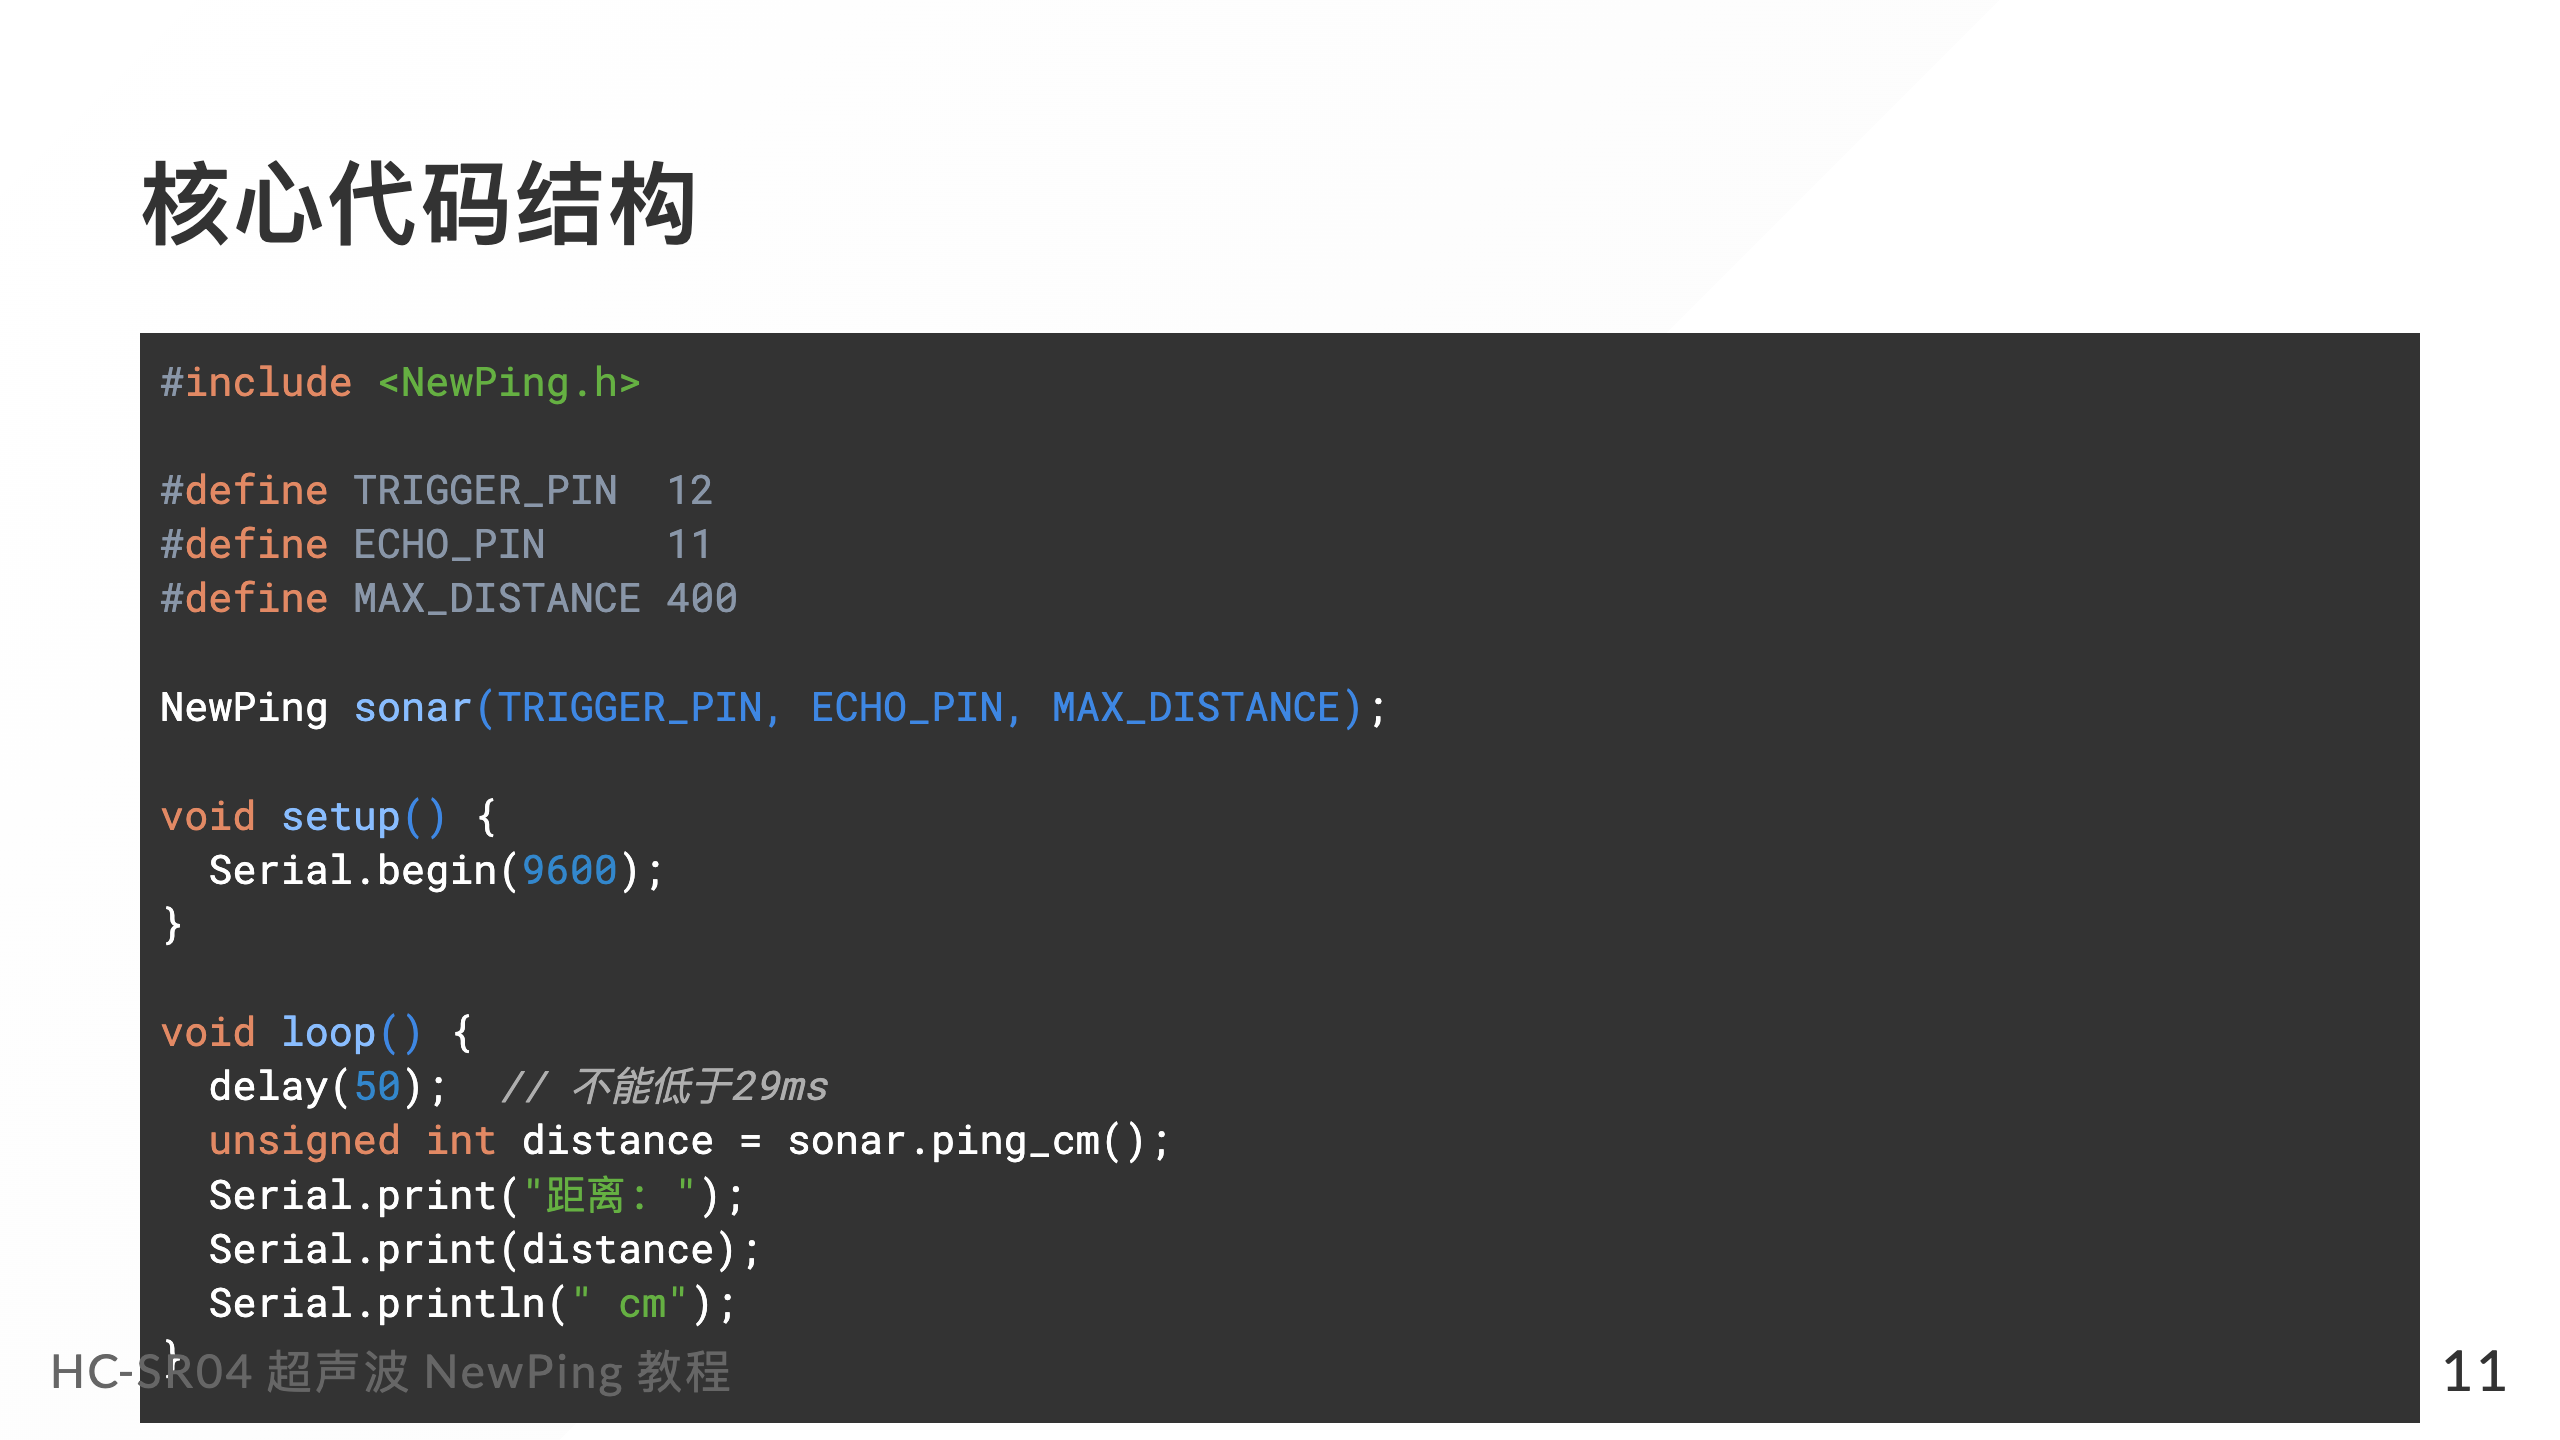 核心代码结构
#include <NewPing.h>
#define TRIGGER_PIN  12
#define ECHO_PIN     11
#define MAX_DISTANCE 400
NewPing sonar(TRIGGER_PIN, ECHO_PIN, MAX_DISTANCE);
void setup() {
  Serial.begin(9600);
}
void loop() {
  delay(50);  // 不能低于29ms
  unsigned int distance = sonar.ping_cm();
  Serial.print("距离: ");
  Serial.print(distance);
  Serial.println(" cm");
}
HC-SR04 超声波 NewPing 教程
11